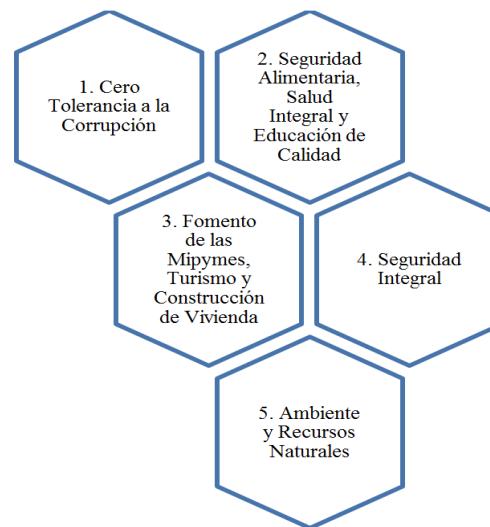 1. Cero
Tolerancia a la
Corrupción
2. Seguridad
Alimentaria,
Salud
Integral y
Educación de
Calidad
3. Fomento
de las
Mipymes,
Turismo y
Construcción
de Vivienda
4. Seguridad
Integral
5. Ambiente
y Recursos
Naturales